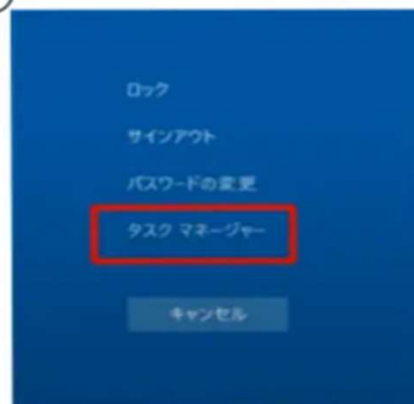 ロック
サインアウト
パスワードの変更
タスク マネージャー
キャンセル